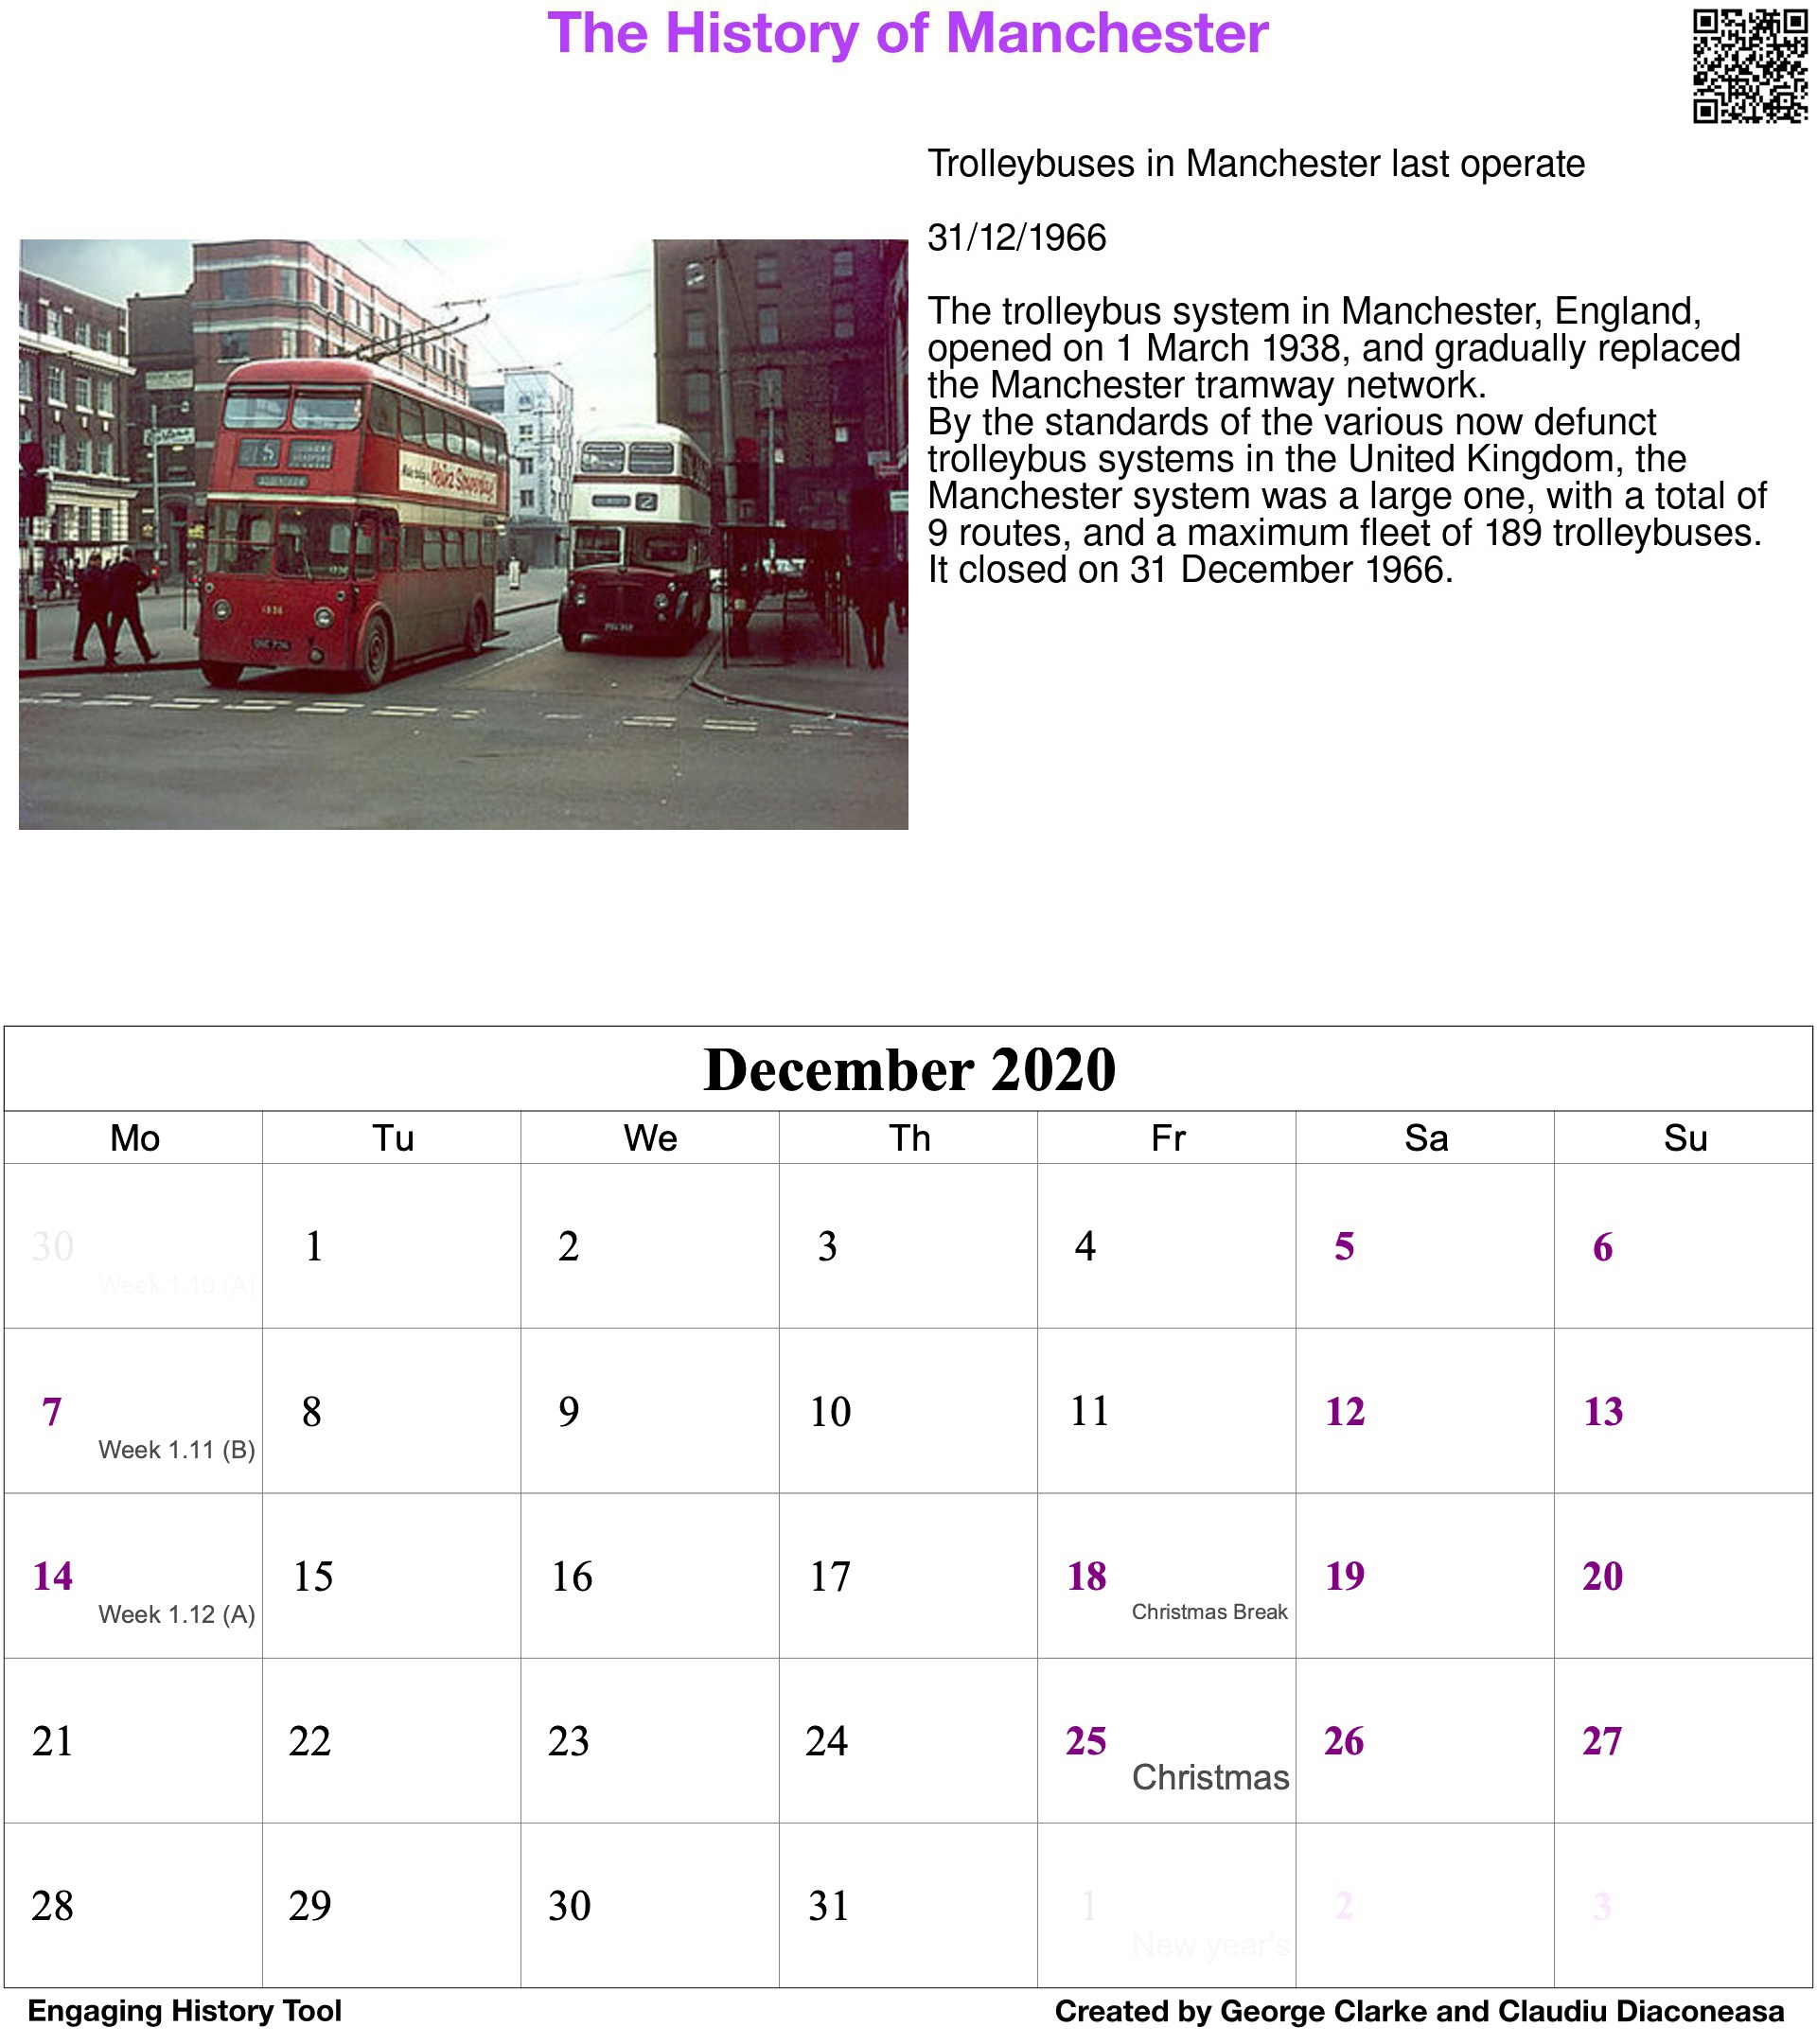 The History of Manchester
Trolleybuses in Manchester last operate
31/12/1966
The trolleybus system in Manchester, England,
opened on 1 March 1938, and gradually replaced
the Manchester tramway network.
By the standards of the various now defunct
trolleybus systems in the United Kingdom, the
Manchester system was a large one, with a total of
9 routes, and a maximum fleet of 189 trolleybuses.
It closed on 31 December 1966.
December 2020
Mo Tu We Th Fr Sa Su
30 1 2 3 4 5 6
Week 1.10 (A)
7 8 9 10 11 12 13
Week 1.11 (B)
14 15 16 17 18 19 20
Week 1.12 (A) Christmas Break
21 22 23 24 25 26 27
Christmas
28 29 30 31 1 2 3
New year's
Engaging History Tool Created by George Clarke and Claudiu Diaconeasa